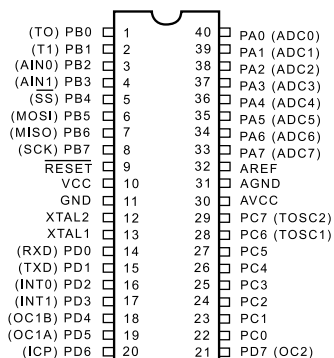 (TO) PB0 1 40 PA0 (ADC0)
(T1) PB1 2 39 PA1 (ADC1)
(AIN0) PB2 3 38 PA2 (ADC2)
(AIN1) PB3 4 37 PA3 (ADC3)
(SS) PB4 5 36 PA4 (ADC4)
(MOSI) PB5 6 35 PA5 (ADC5)
(MISO) PB6 7 34 PA6 (ADC6)
(SCK) PB7 8 33 PA7 (ADC7)
RESET 9 32 AREF
VCC 10 31 AGND
GND 11 30 AVCC
XTAL2 12 29 PC7 (TOSC2)
XTAL1 13 28 PC6 (TOSC1)
(RXD) PD0 14 27 PC5
(TXD) PD1 15 26 PC4
(INT0) PD2 16 25 PC3
(INT1) PD3 17 24 PC2
(OC1B) PD4 18 23 PC1
(OC1A) PD5 19 22 PC0
(ICP) PD6 20 21 PD7 (OC2)